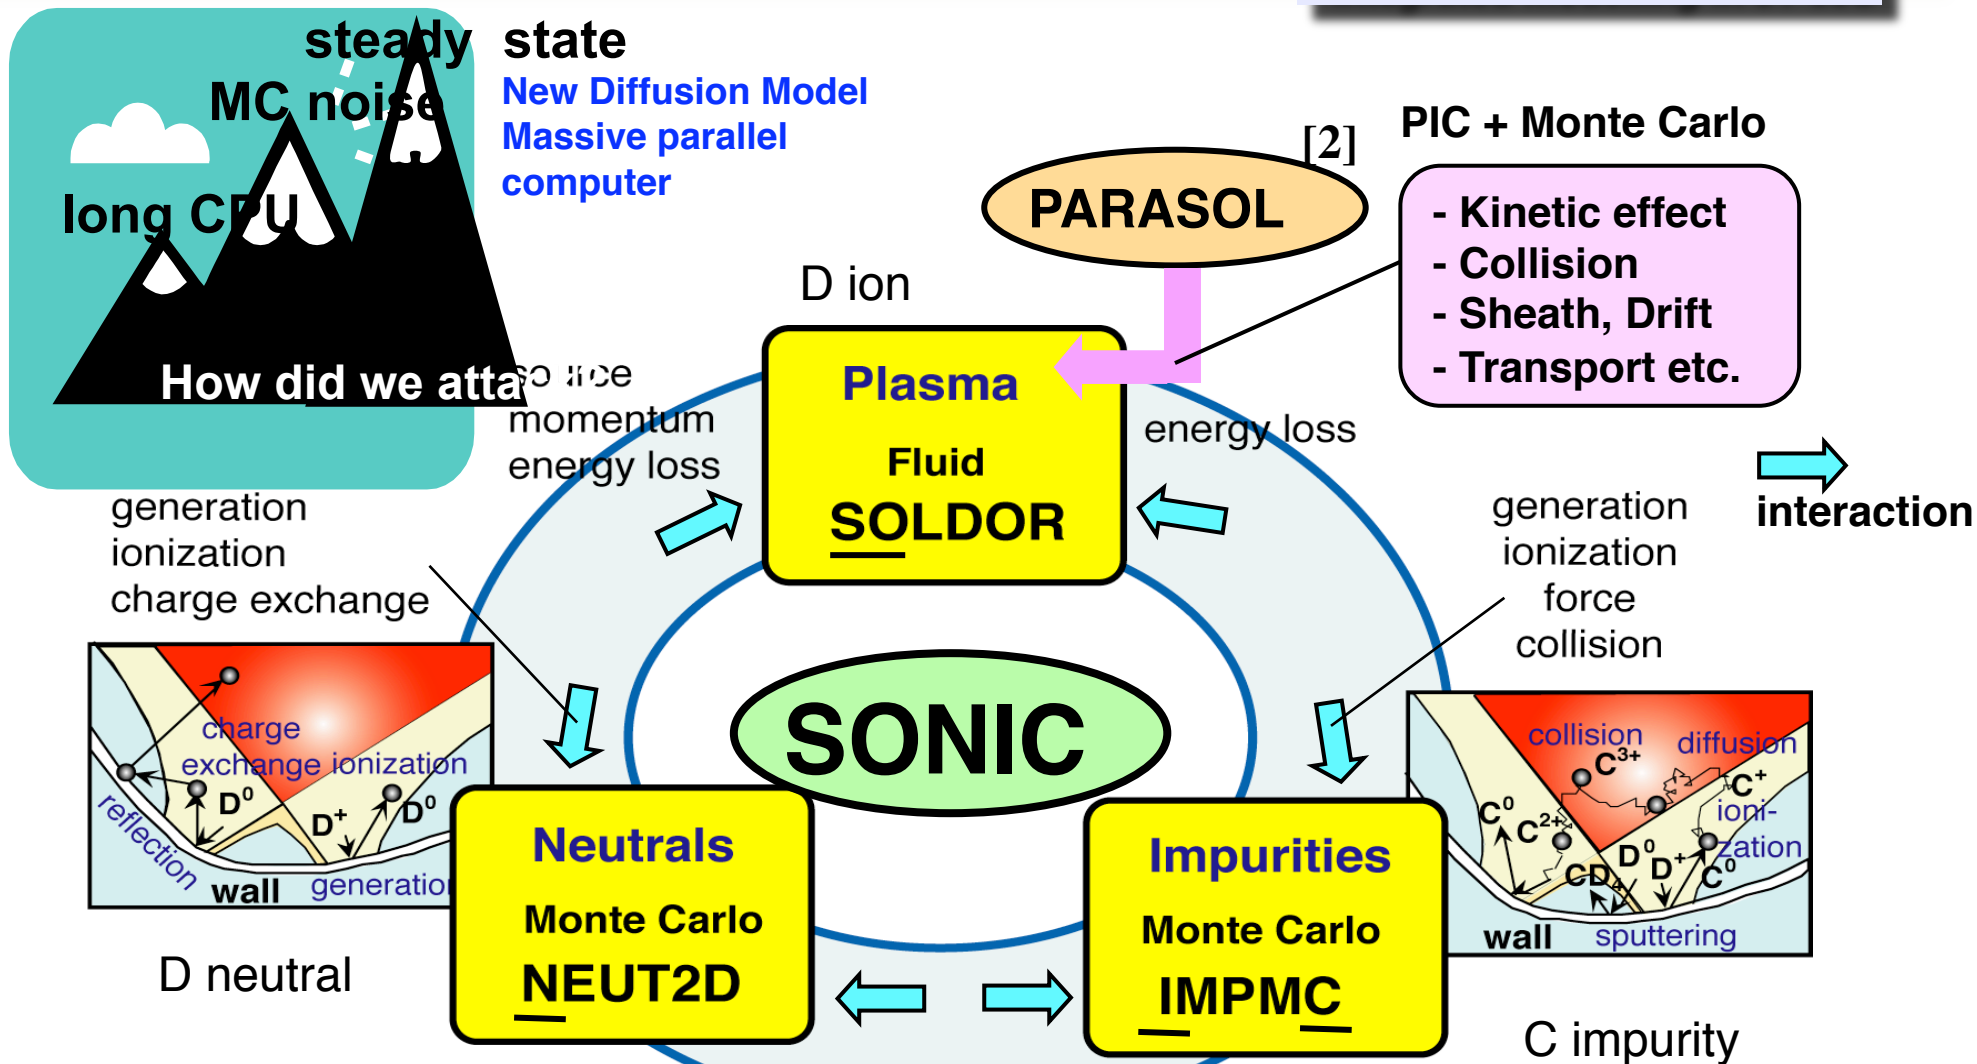 steady state
MC noise
long CPU
New Diffusion Model
Massive parallel
computer
How did we atta
PARASOL
[2]
PIC + Monte Carlo
- Kinetic effect
- Collision
- Sheath, Drift
- Transport etc.
D ion
source
momentum
energy loss
Plasma
Fluid
SOLDOR
energy loss
interaction
generation
ionization
charge exchange
generation
ionization
force
collision
SONIC
charge
exchange
ionization
D⁰
D⁺
D⁰
reflection
wall
generation
Neutrals
Monte Carlo
NEUT2D
D neutral
Impurities
Monte Carlo
IMPMC
collision
diffusion
C³⁺
C⁺
C⁰
C²⁺
ioni-
zation
D⁰
D⁺
CD₄
C⁰
wall
sputtering
C impurity